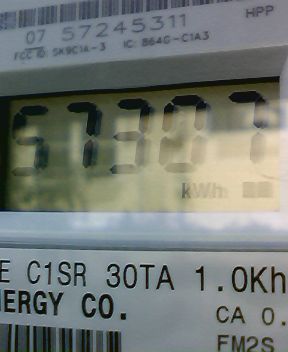 HPP
07 57245311
FCC ID: SK9C1A-3 IC: 864G-C1A3
57307
kWh
E C1SR 30TA 1.0Kh
NERGY CO.
CA 0.
FM2S